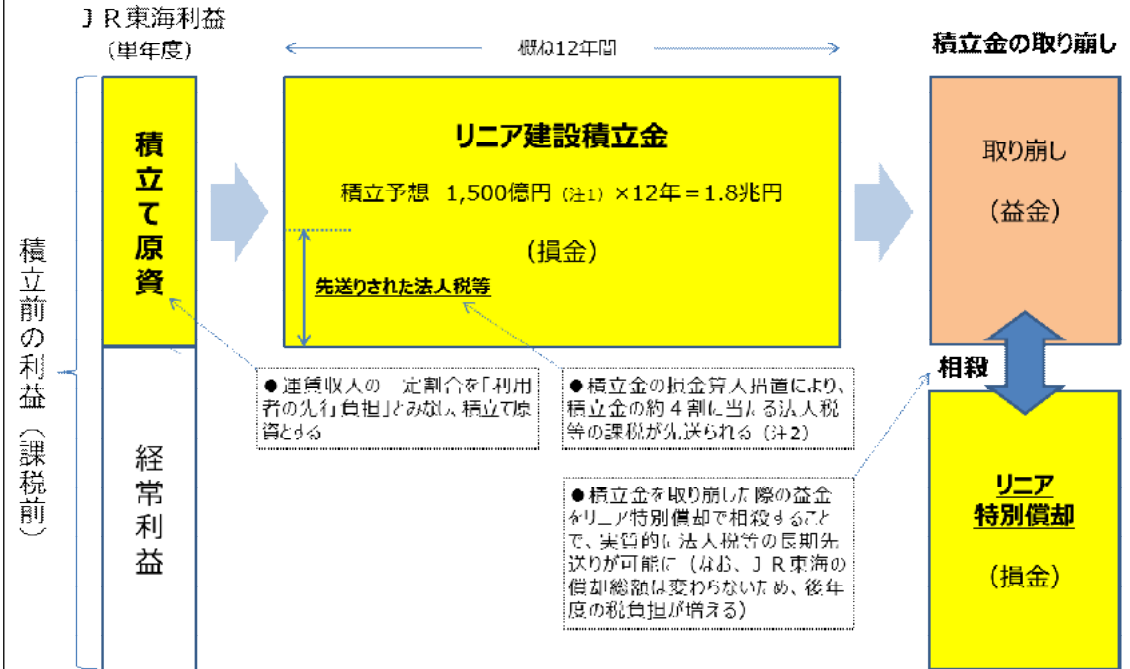 JR東海利益
(単年度)
概ね12年間
積立金の取り崩し
積立前の利益(課税前)
積立て原資
経常利益
リニア建設積立金
積立予想 1,500億円 (注1) ×12年=1.8兆円
(損金)
先送りされた法人税等
取り崩し
(益金)
相殺
●運賃収入の一定割合を「利用
者の先行負担」とみなし、積立て原
資とする
●積立金の損金算入措置により、
積立金の約4割に当たる法人税
等の課税が先送られる (注2)
●積立金を取り崩した際の益金
をリニア特別償却で相殺すること
で、実質的に法人税等の長期先
送りが可能に (なお、JR東海の
償却総額は変わらないため、後年
度の税負担が増える)
リニア
特別償却
(損金)